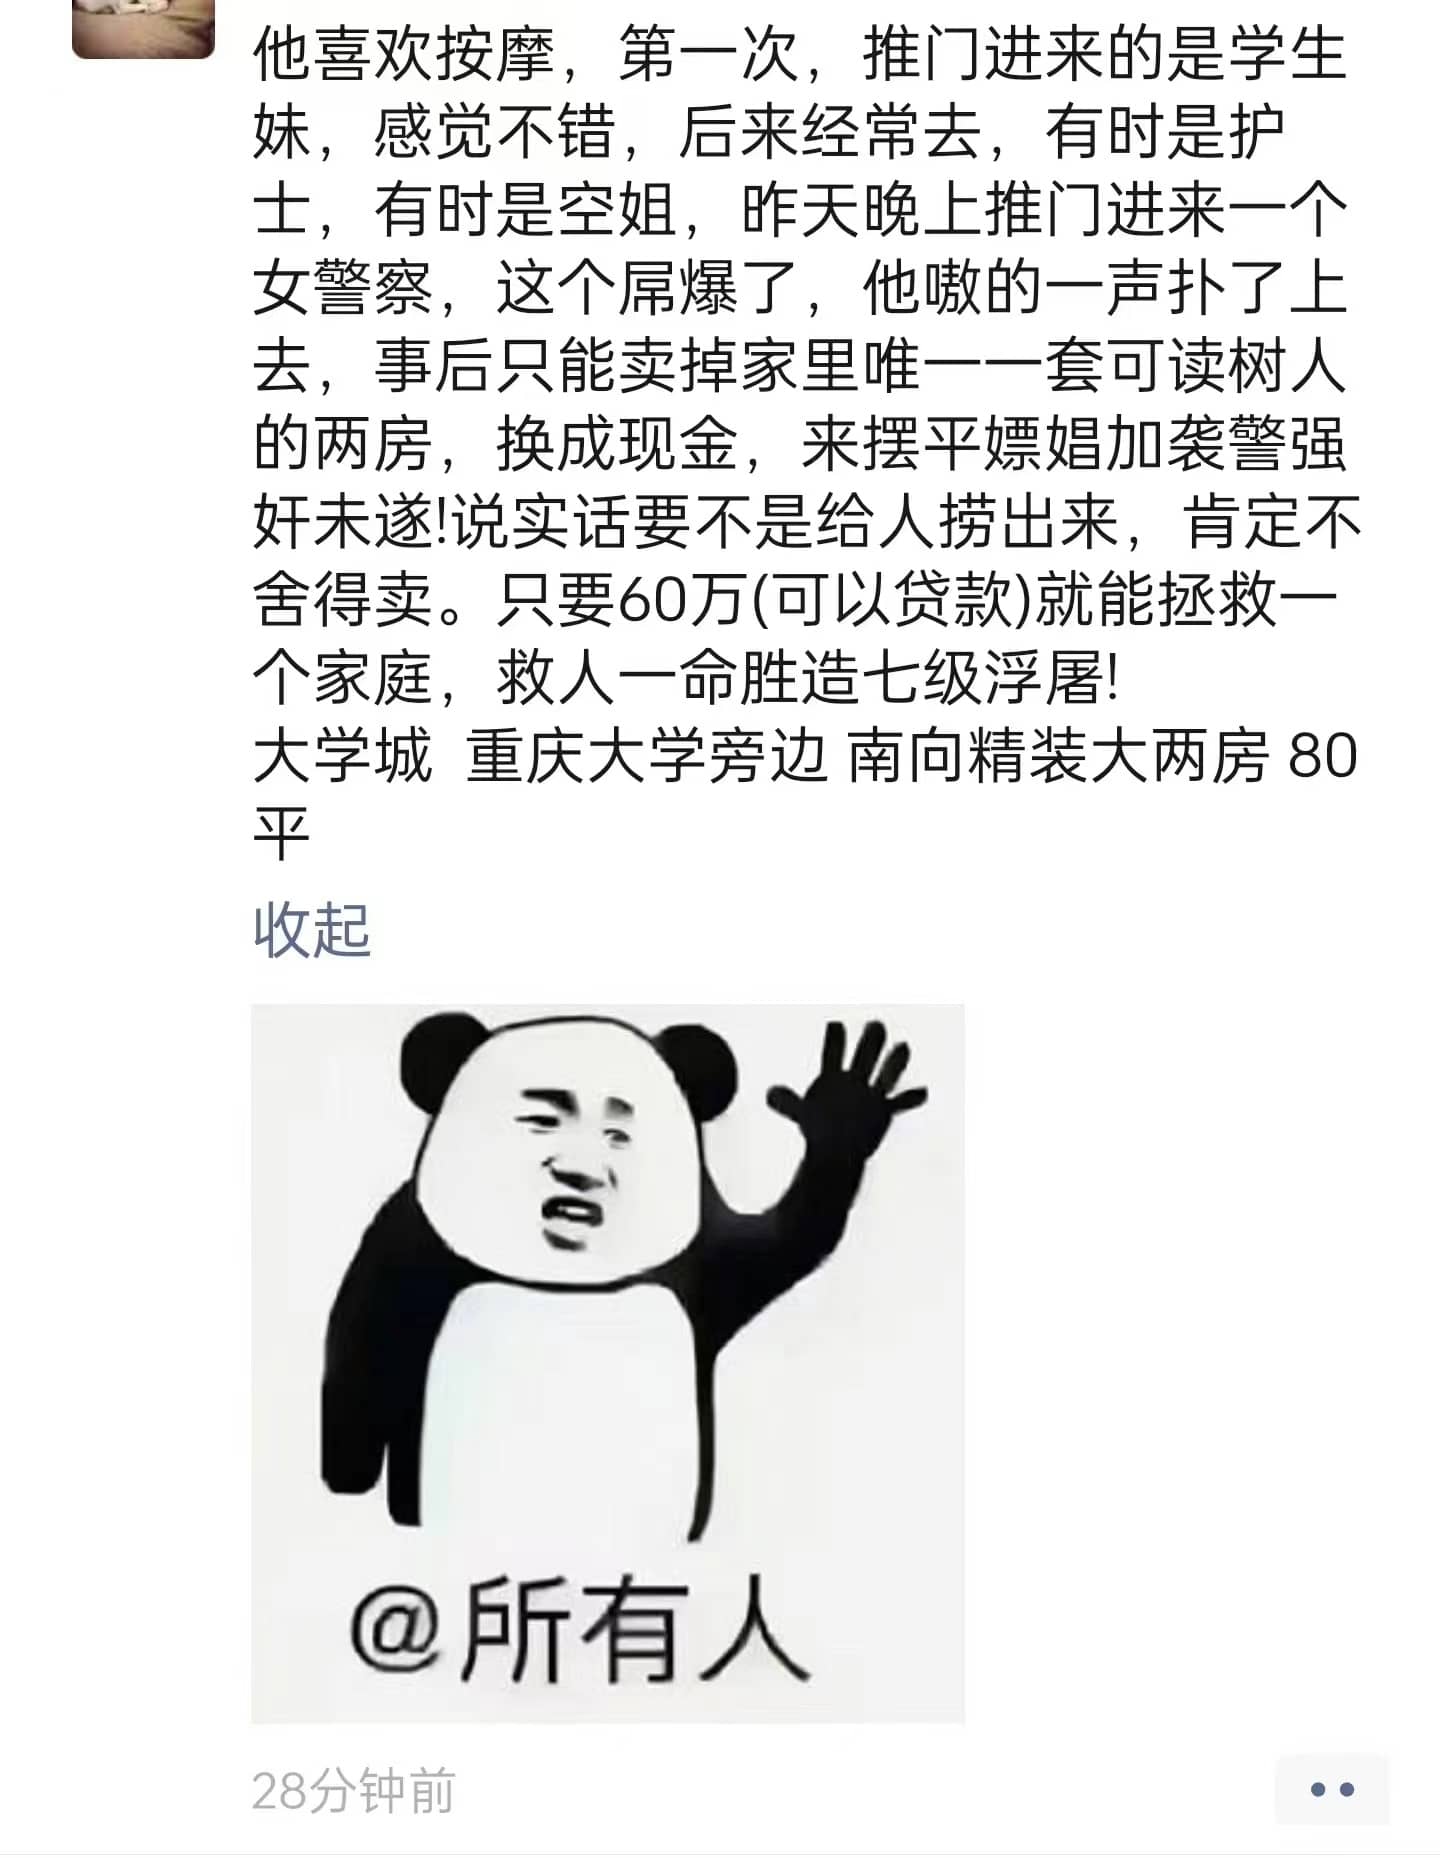 他喜欢按摩，第一次，推门进来的是学生
妹，感觉不错，后来经常去，有时是护
士，有时是空姐，昨天晚上推门进来一个
女警察，这个屌爆了，他嗷的一声扑了上
去，事后只能卖掉家里唯一一套可读树人
的两房，换成现金，来摆平嫖娼加袭警强
奸未遂!说实话要不是给人捞出来，肯定不
舍得卖。只要60万(可以贷款)就能拯救一
个家庭，救人一命胜造七级浮屠!
大学城 重庆大学旁边 南向精装大两房 80
平
收起
@所有人
28分钟前